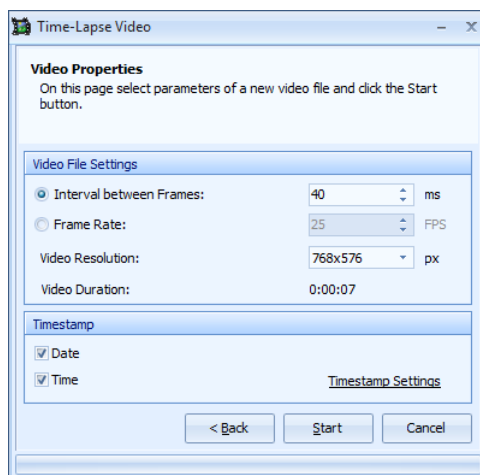 Time-Lapse Video
Video Properties
On this page select parameters of a new video file and click the Start
button.
Video File Settings
Interval between Frames: 40 ms
Frame Rate: 25 FPS
Video Resolution: 768x576 px
Video Duration: 0:00:07
Timestamp
Date
Time Timestamp Settings
< Back Start Cancel